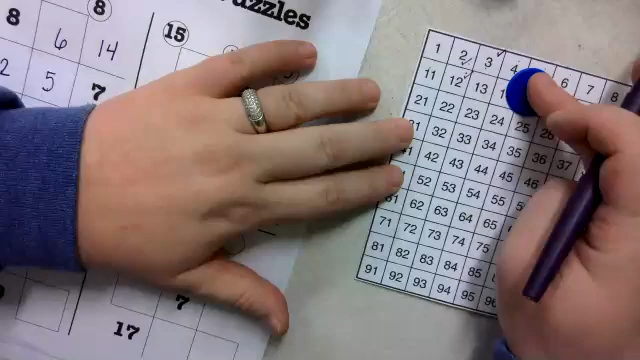 8
8
6 14
2 5 7
7
17
15
uzzles
1 2 3 4 6 7 8
11 12 13
21 22 23 24 25 26
32 33 34 35 36 37
42 43 44 45 46
52 53 54 55
61 62 63 64 65
71 72 73 74 75
81 82 83 84 85
91 92 93 94 95 96